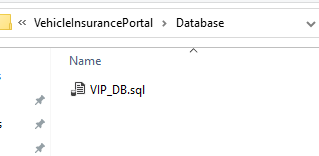 « VehicleInsurancePortal > Database
Name
VIP_DB.sql
s